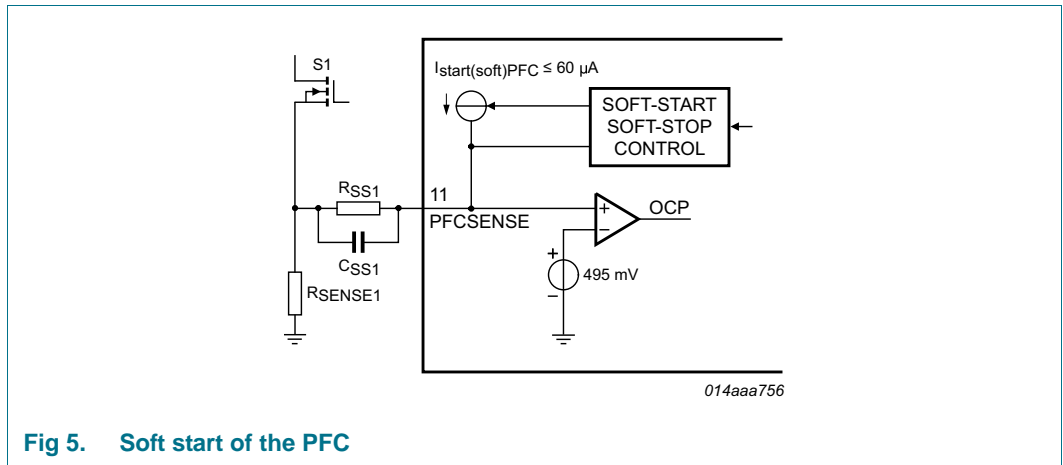 S1
Istart(soft)PFC ≤ 60 μA
SOFT-START
SOFT-STOP
CONTROL
RSS1
11
PFCSENSE
CSS1
RSENSE1
+
−
OCP
+
−
495 mV
014aaa756
Fig 5. Soft start of the PFC